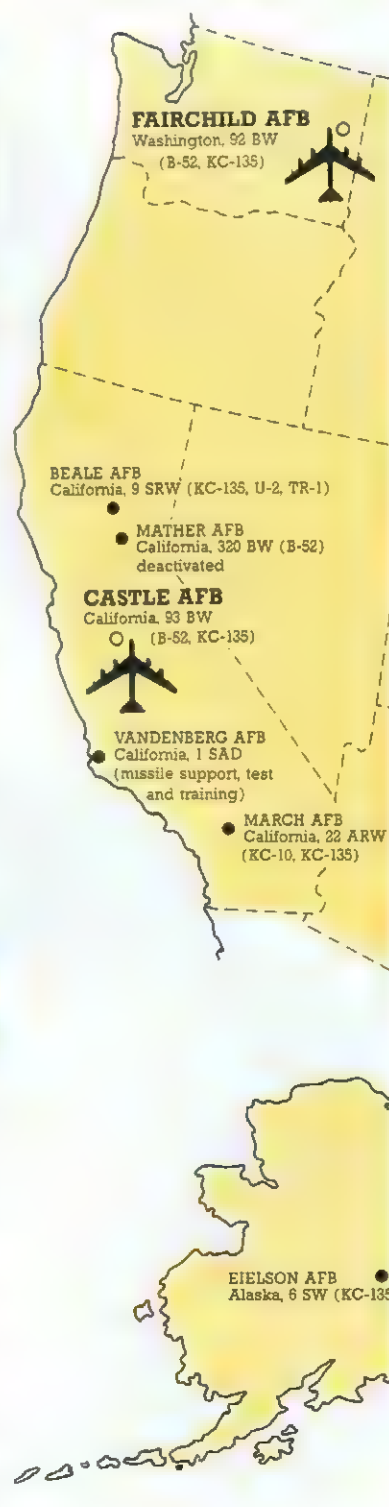 FAIRCHILD AFB
Washington, 92 BW
(B-52, KC-135)
BEALE AFB
California, 9 SRW (KC-135, U-2, TR-1)
MATHER AFB
California, 320 BW (B-52)
deactivated
CASTLE AFB
California, 93 BW
(B-52, KC-135)
VANDENBERG AFB
California, 1 SAD
(missile support, test
and training)
MARCH AFB
California, 22 ARW
(KC-10, KC-135)
EIELSON AFB
Alaska, 6 SW (KC-135